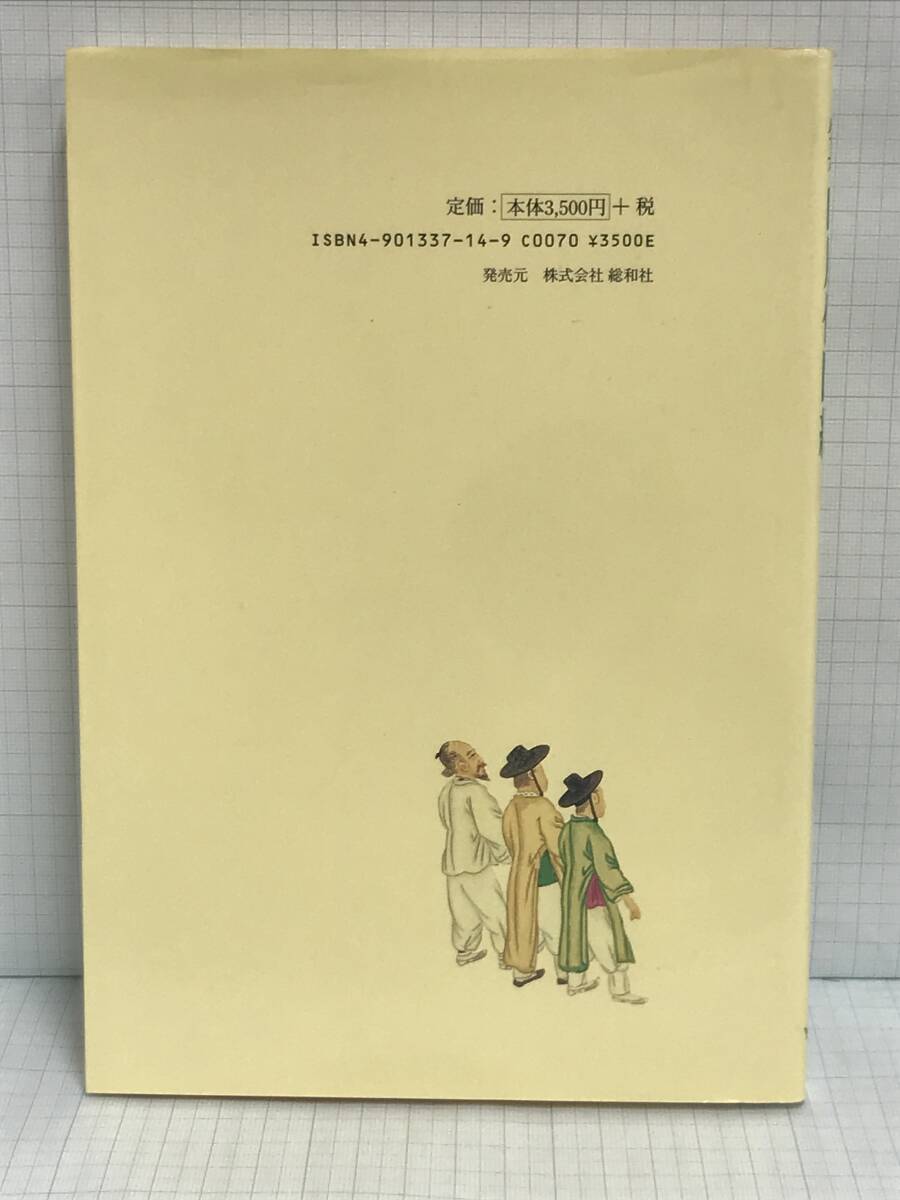 定価：本体3,500円＋税
ISBN4-901337-14-9 C0070 ¥3500E
発売元　株式会社 総和社